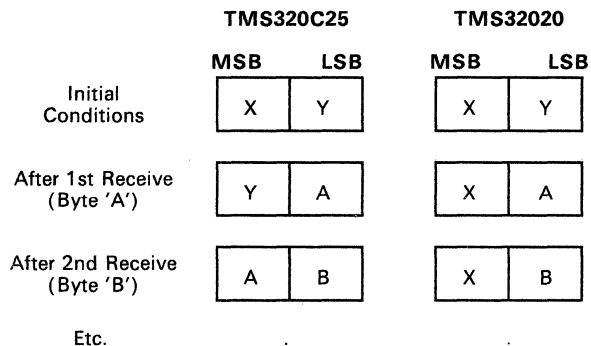 TMS320C25 TMS32020
MSB LSB MSB LSB
Initial
Conditions
X Y X Y
After 1st Receive
(Byte 'A')
Y A X A
After 2nd Receive
(Byte 'B')
A B X B
Etc. . .